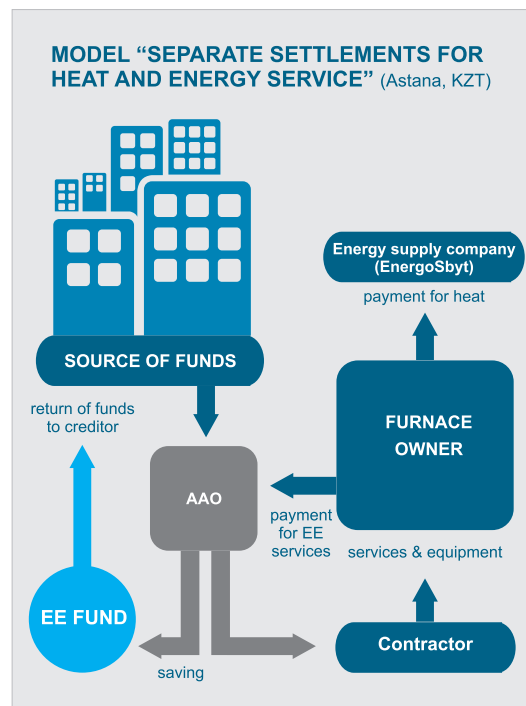 MODEL “SEPARATE SETTLEMENTS FOR
HEAT AND ENERGY SERVICE” (Astana, KZT)
Energy supply company
(EnergoSbyt)
payment for heat
SOURCE OF FUNDS
return of funds
to creditor
FURNACE
OWNER
AAO
payment
for EE
services
services & equipment
EE FUND
Contractor
saving